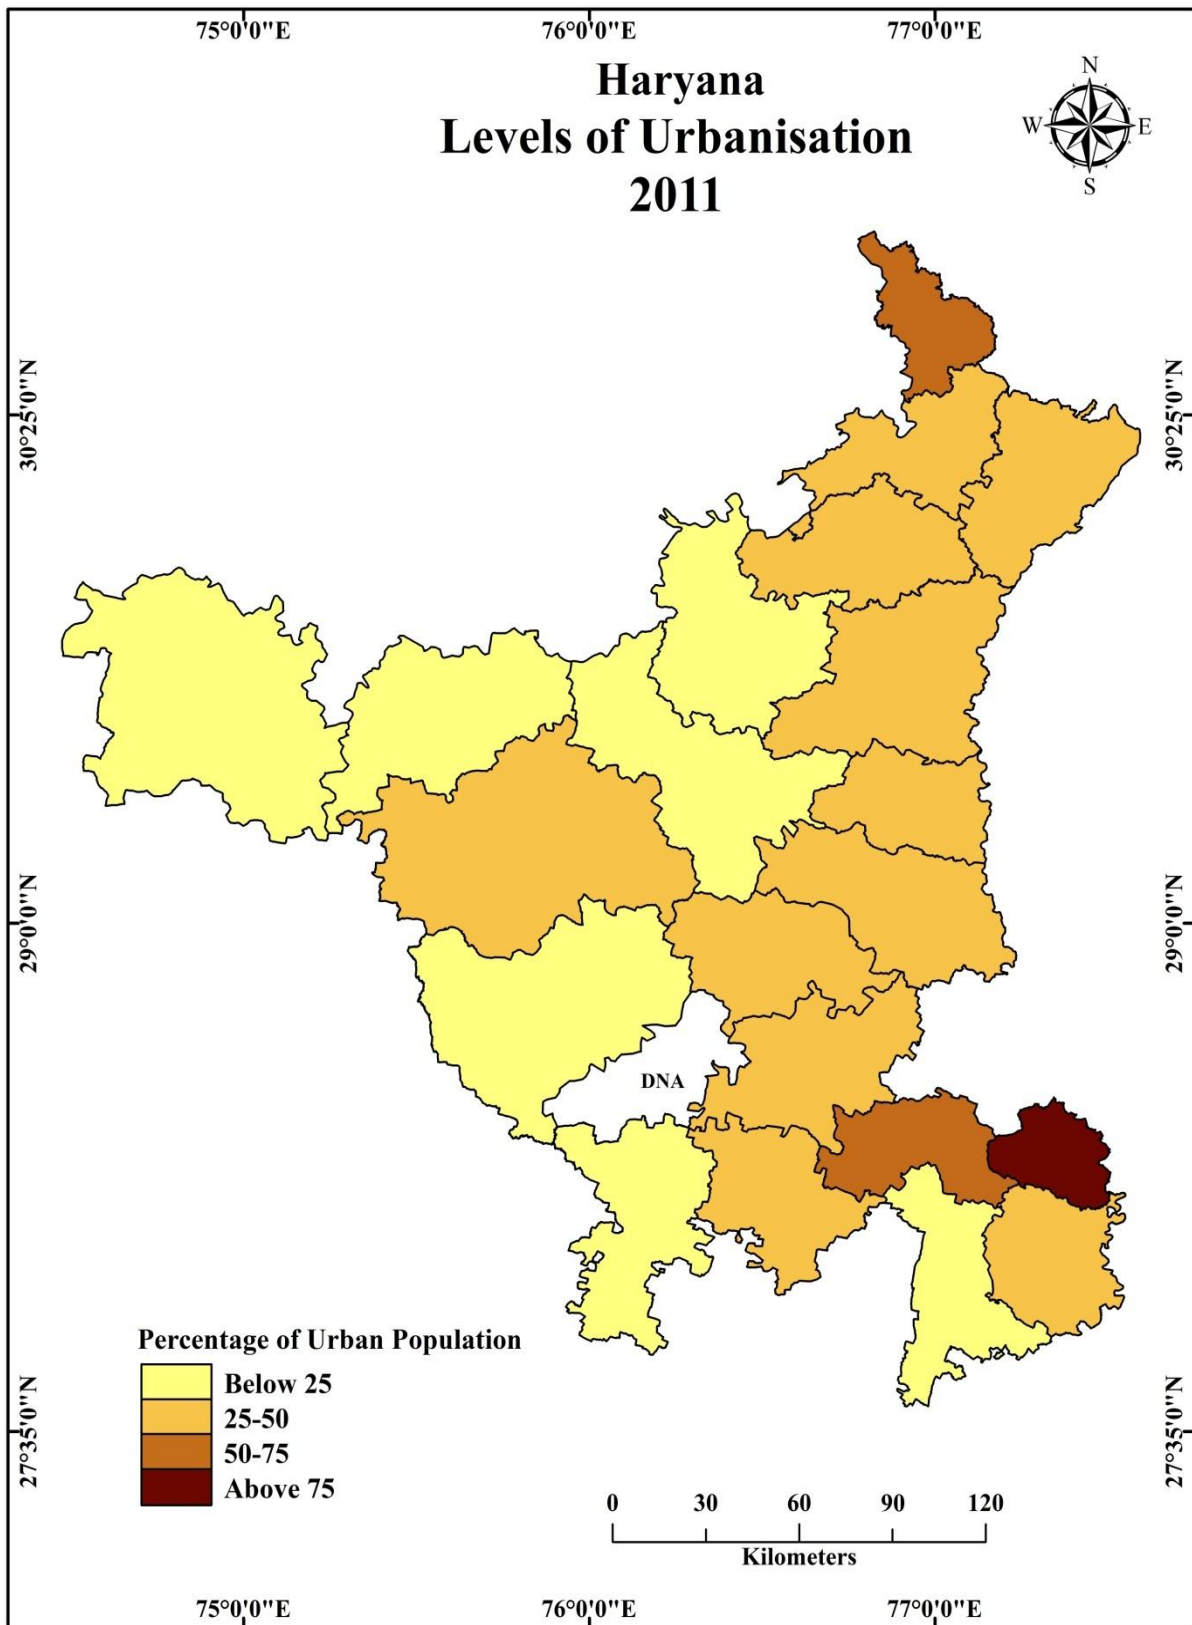 75°0'0"E
76°0'0"E
77°0'0"E
Haryana
Levels of Urbanisation
2011
N
W
E
S
30°25'0"N
30°25'0"N
29°0'0"N
29°0'0"N
DNA
27°35'0"N
27°35'0"N
Percentage of Urban Population
Below 25
25-50
50-75
Above 75
0
30
60
90
120
Kilometers
75°0'0"E
76°0'0"E
77°0'0"E